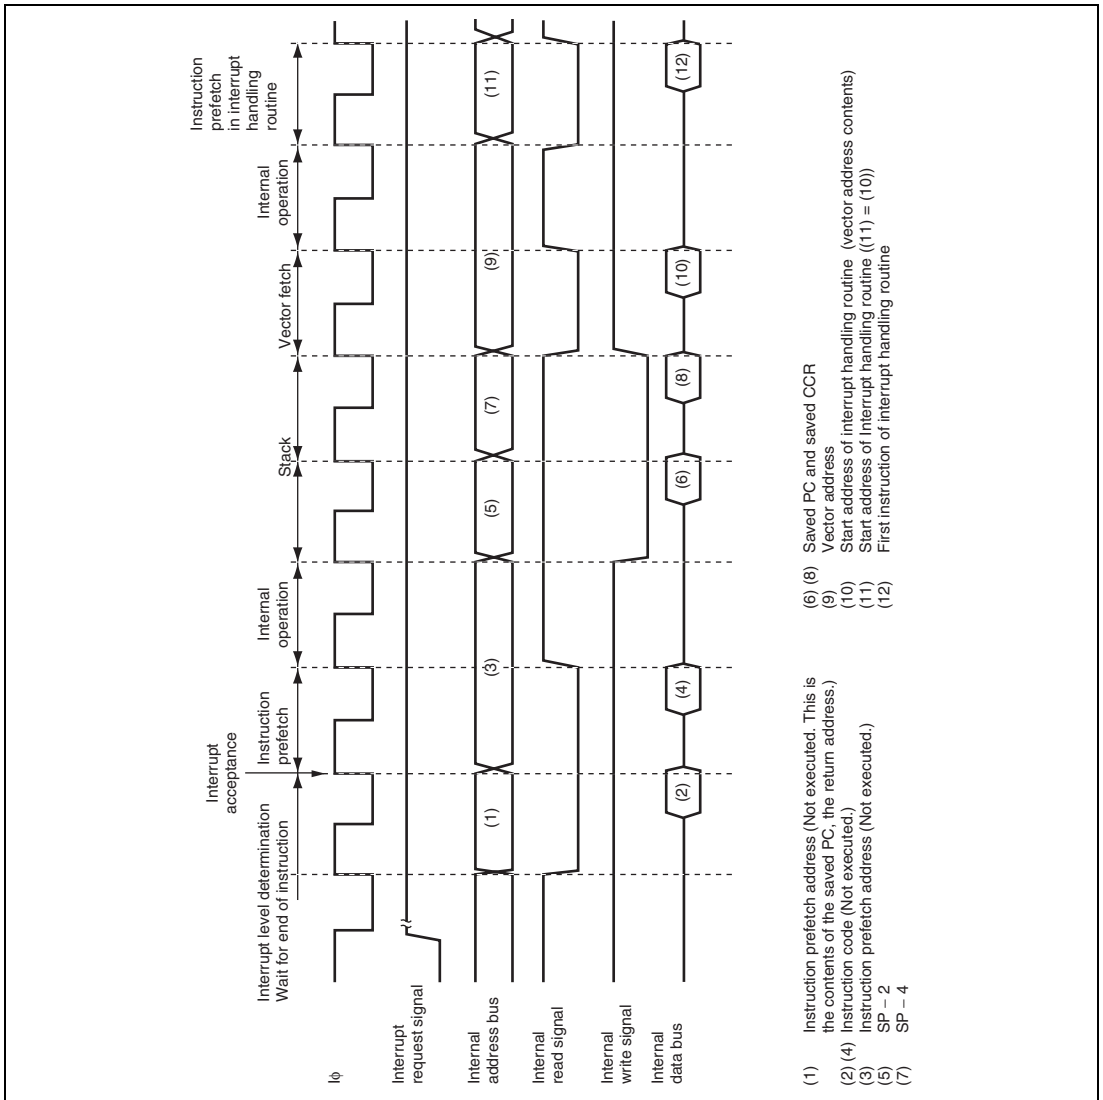 Interrupt level determination
Wait for end of instruction
Interrupt
acceptance
Instruction
prefetch
Internal
operation
Stack
Vector fetch
Internal
operation
Instruction
prefetch
in interrupt
handling
routine
Iφ
Interrupt
request signal
Internal
address bus
(1)
(3)
(5)
(7)
(9)
(11)
Internal
read signal
Internal
write signal
Internal
data bus
(2)
(4)
(6)
(8)
(10)
(12)
(1) Instruction prefetch address (Not executed. This is
the contents of the saved PC, the return address.)
(2) (4) Instruction code (Not executed.)
(3) Instruction prefetch address (Not executed.)
(5) SP – 2
(7) SP – 4
(6) (8) Saved PC and saved CCR
(9) Vector address
(10) Start address of interrupt handling routine (vector address contents)
(11) Start address of Interrupt handling routine ((11) = (10))
(12) First instruction of interrupt handling routine